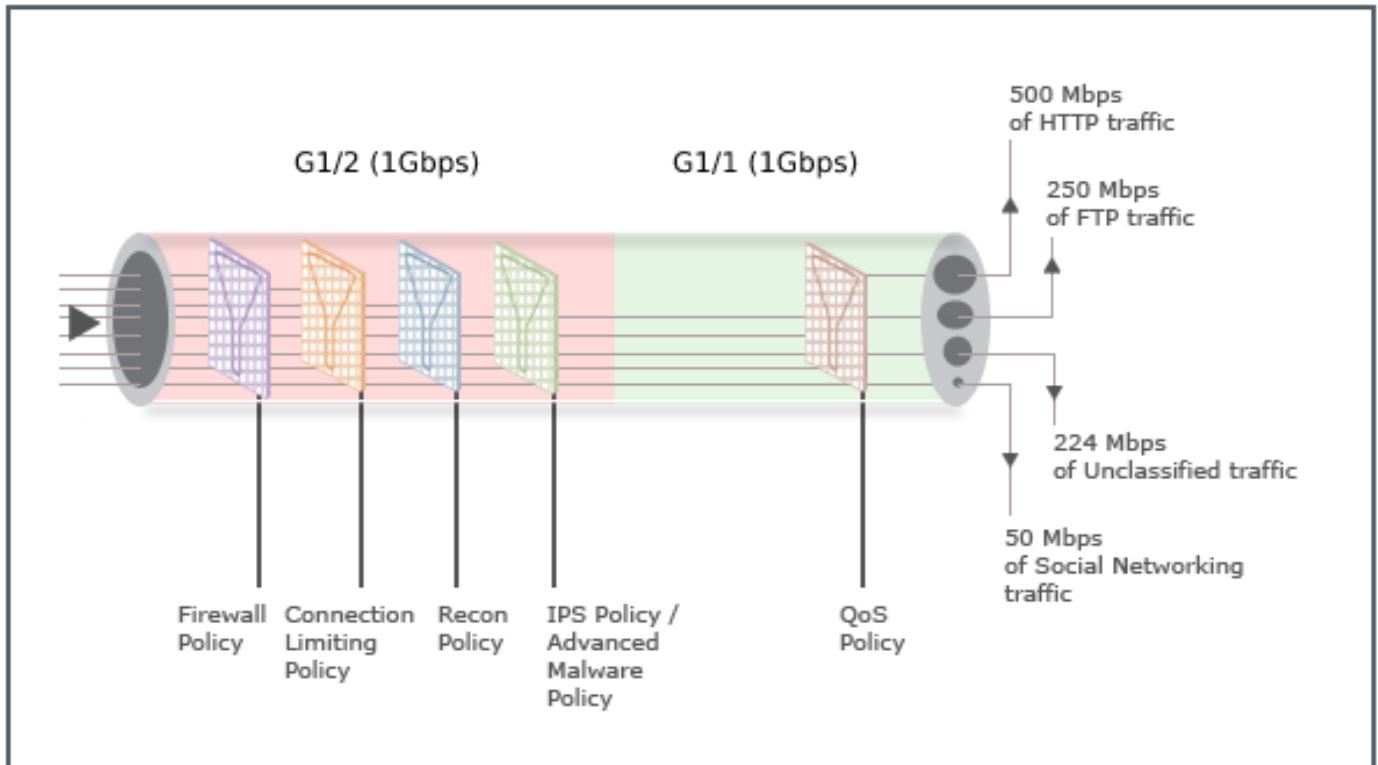 G1/2 (1Gbps)
G1/1 (1Gbps)
500 Mbps
of HTTP traffic
250 Mbps
of FTP traffic
224 Mbps
of Unclassified traffic
50 Mbps
of Social Networking
traffic
Firewall
Policy
Connection
Limiting
Policy
Recon
Policy
IPS Policy /
Advanced
Malware
Policy
QoS
Policy